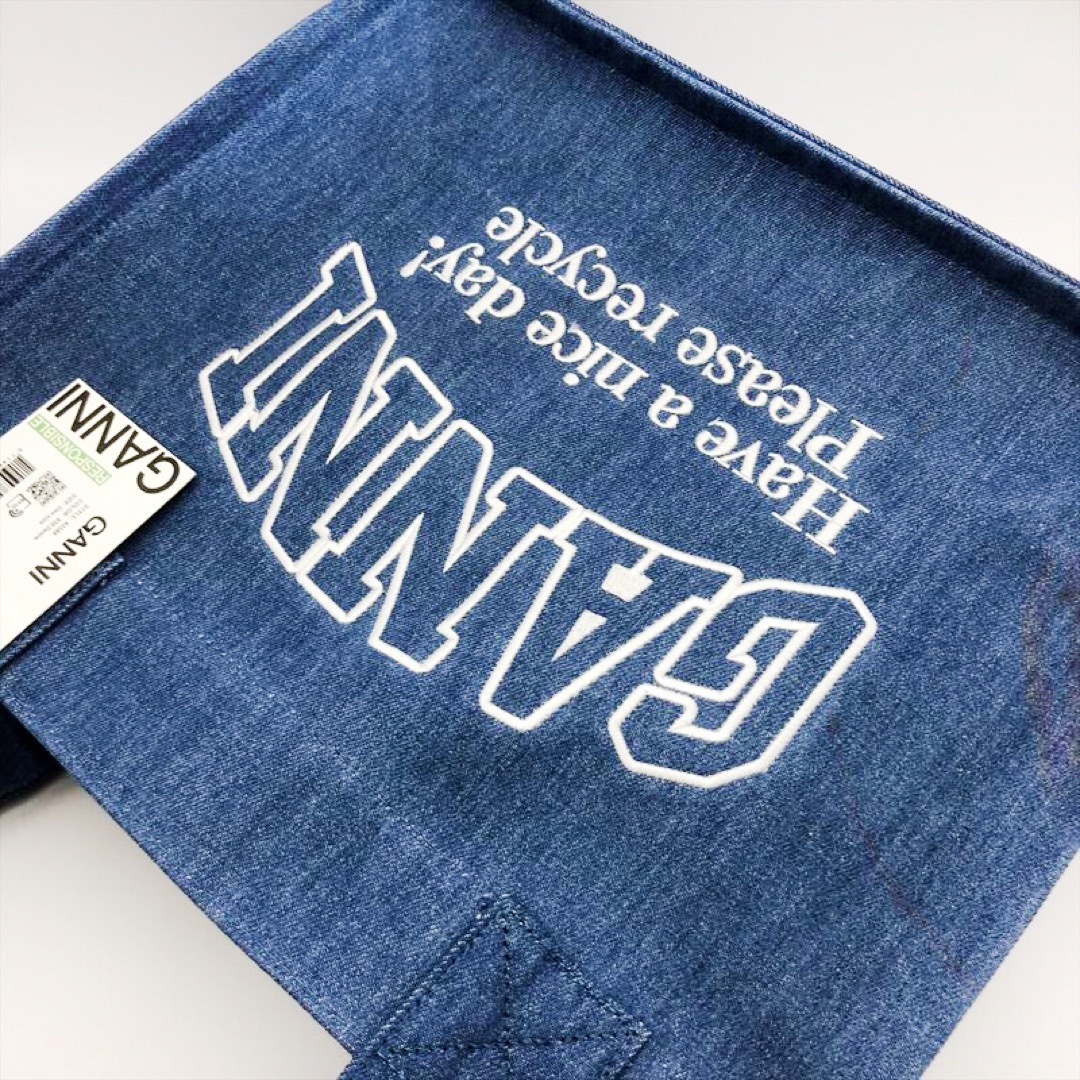 GANNI
Have a nice day!
Please recycle
GANNI
RESPONSIBLE
GANNI